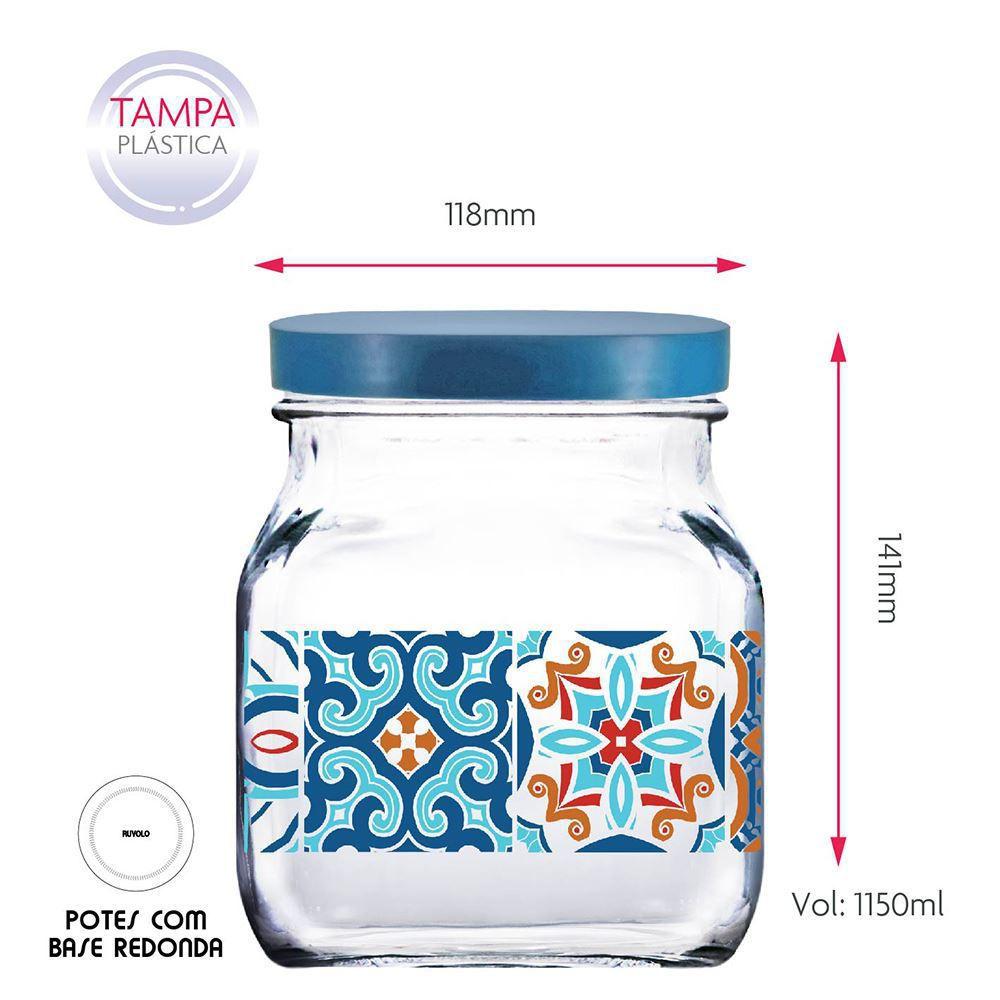 TAMPA
PLÁSTICA
118mm
141mm
RUVOLO
Vol: 1150ml
POTES COM
BASE REDONDA